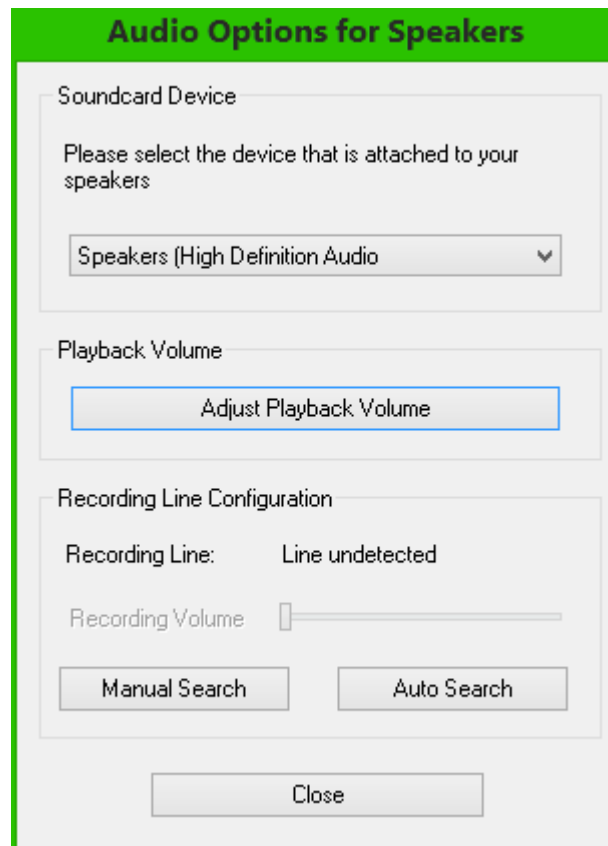 Audio Options for Speakers
Soundcard Device
Please select the device that is attached to your
speakers
Speakers (High Definition Audio
Playback Volume
Adjust Playback Volume
Recording Line Configuration
Recording Line: Line undetected
Recording Volume
Manual Search Auto Search
Close